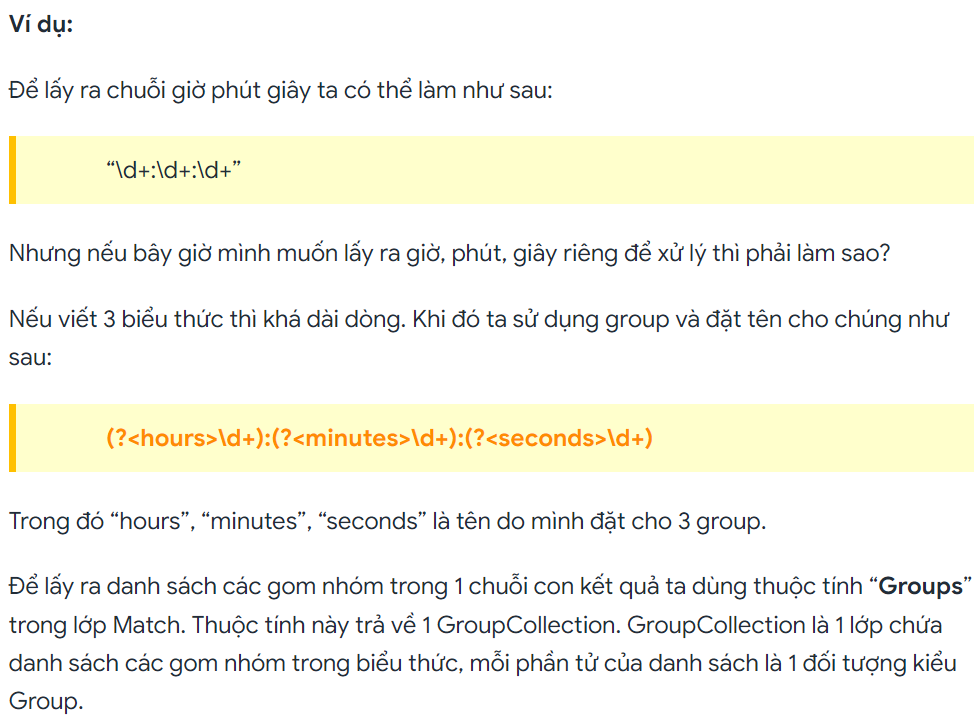 Ví dụ:
Để lấy ra chuỗi giờ phút giây ta có thể làm như sau:
“\d+:\d+:\d+”
Nhưng nếu bây giờ mình muốn lấy ra giờ, phút, giây riêng để xử lý thì phải làm sao?
Nếu viết 3 biểu thức thì khá dài dòng. Khi đó ta sử dụng group và đặt tên cho chúng như
sau:
(?<hours>\d+):(?<minutes>\d+):(?<seconds>\d+)
Trong đó “hours”, “minutes”, “seconds” là tên do mình đặt cho 3 group.
Để lấy ra danh sách các gom nhóm trong 1 chuỗi con kết quả ta dùng thuộc tính “Groups”
trong lớp Match. Thuộc tính này trả về 1 GroupCollection. GroupCollection là 1 lớp chứa
danh sách các gom nhóm trong biểu thức, mỗi phần tử của danh sách là 1 đối tượng kiểu
Group.